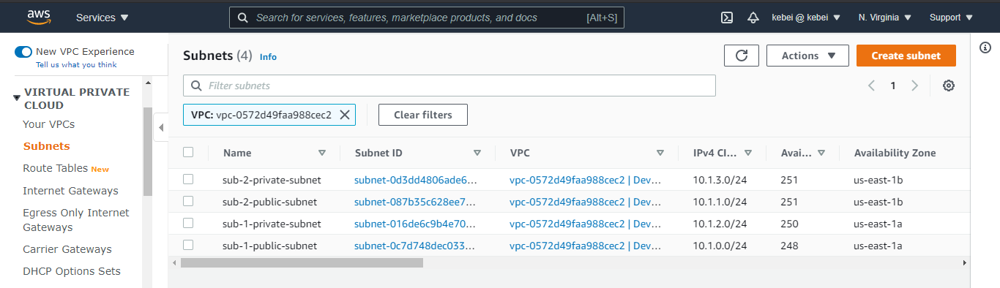 aws Services Search for services, features, marketplace products, and docs [Alt+S] kebei @ kebei N. Virginia Support
New VPC Experience
Tell us what you think
VIRTUAL PRIVATE
CLOUD
Your VPCs
Subnets
Route Tables New
Internet Gateways
Egress Only Internet
Gateways
Carrier Gateways
DHCP Options Sets
Subnets (4) Info Actions Create subnet
Filter subnets 1
VPC: vpc-0572d49faa988cec2 Clear filters
Name Subnet ID VPC IPv4 CI... Avai... Availability Zone
sub-2-private-subnet subnet-0d3dd4806ade6... vpc-0572d49faa988cec2 | Dev... 10.1.3.0/24 251 us-east-1b
sub-2-public-subnet subnet-087b35c628ee7... vpc-0572d49faa988cec2 | Dev... 10.1.1.0/24 251 us-east-1b
sub-1-private-subnet subnet-016de6c9b4e70... vpc-0572d49faa988cec2 | Dev... 10.1.2.0/24 250 us-east-1a
sub-1-public-subnet subnet-0c7d748dec033... vpc-0572d49faa988cec2 | Dev... 10.1.0.0/24 248 us-east-1a